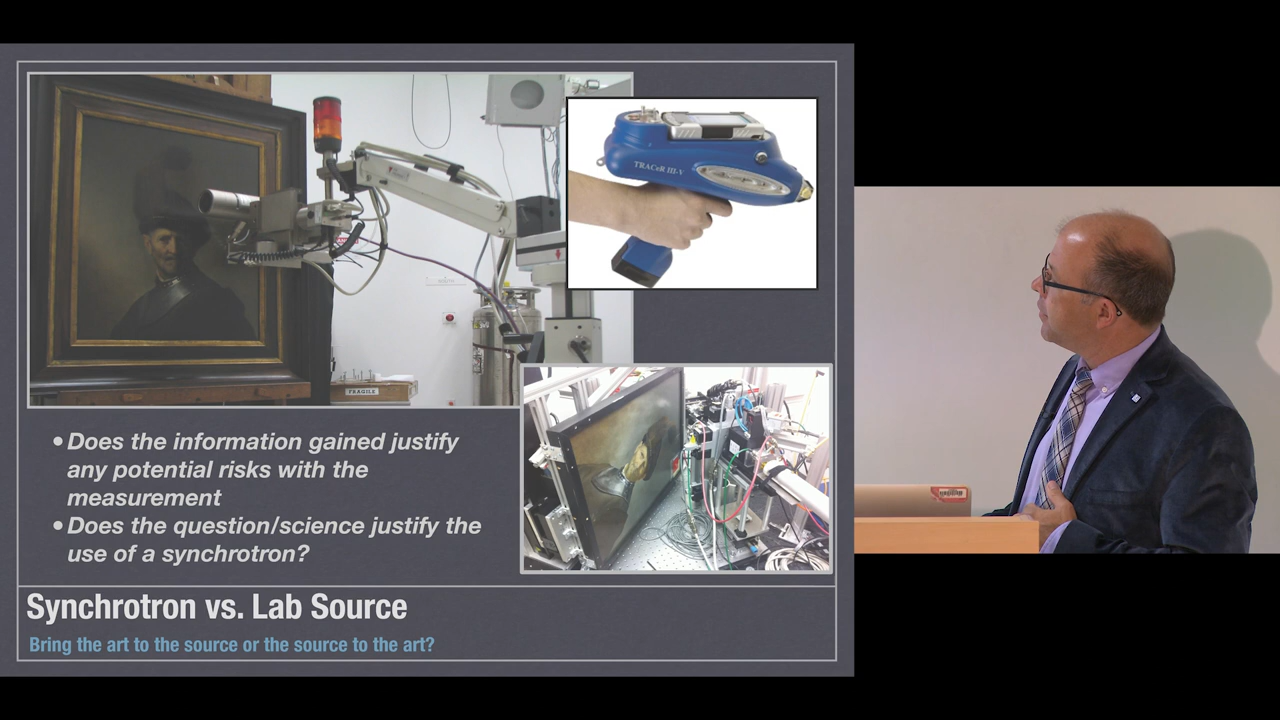 TRACeR III-V
FRAGILE
•Does the information gained justify
any potential risks with the
measurement
•Does the question/science justify the
use of a synchrotron?
Synchrotron vs. Lab Source
Bring the art to the source or the source to the art?